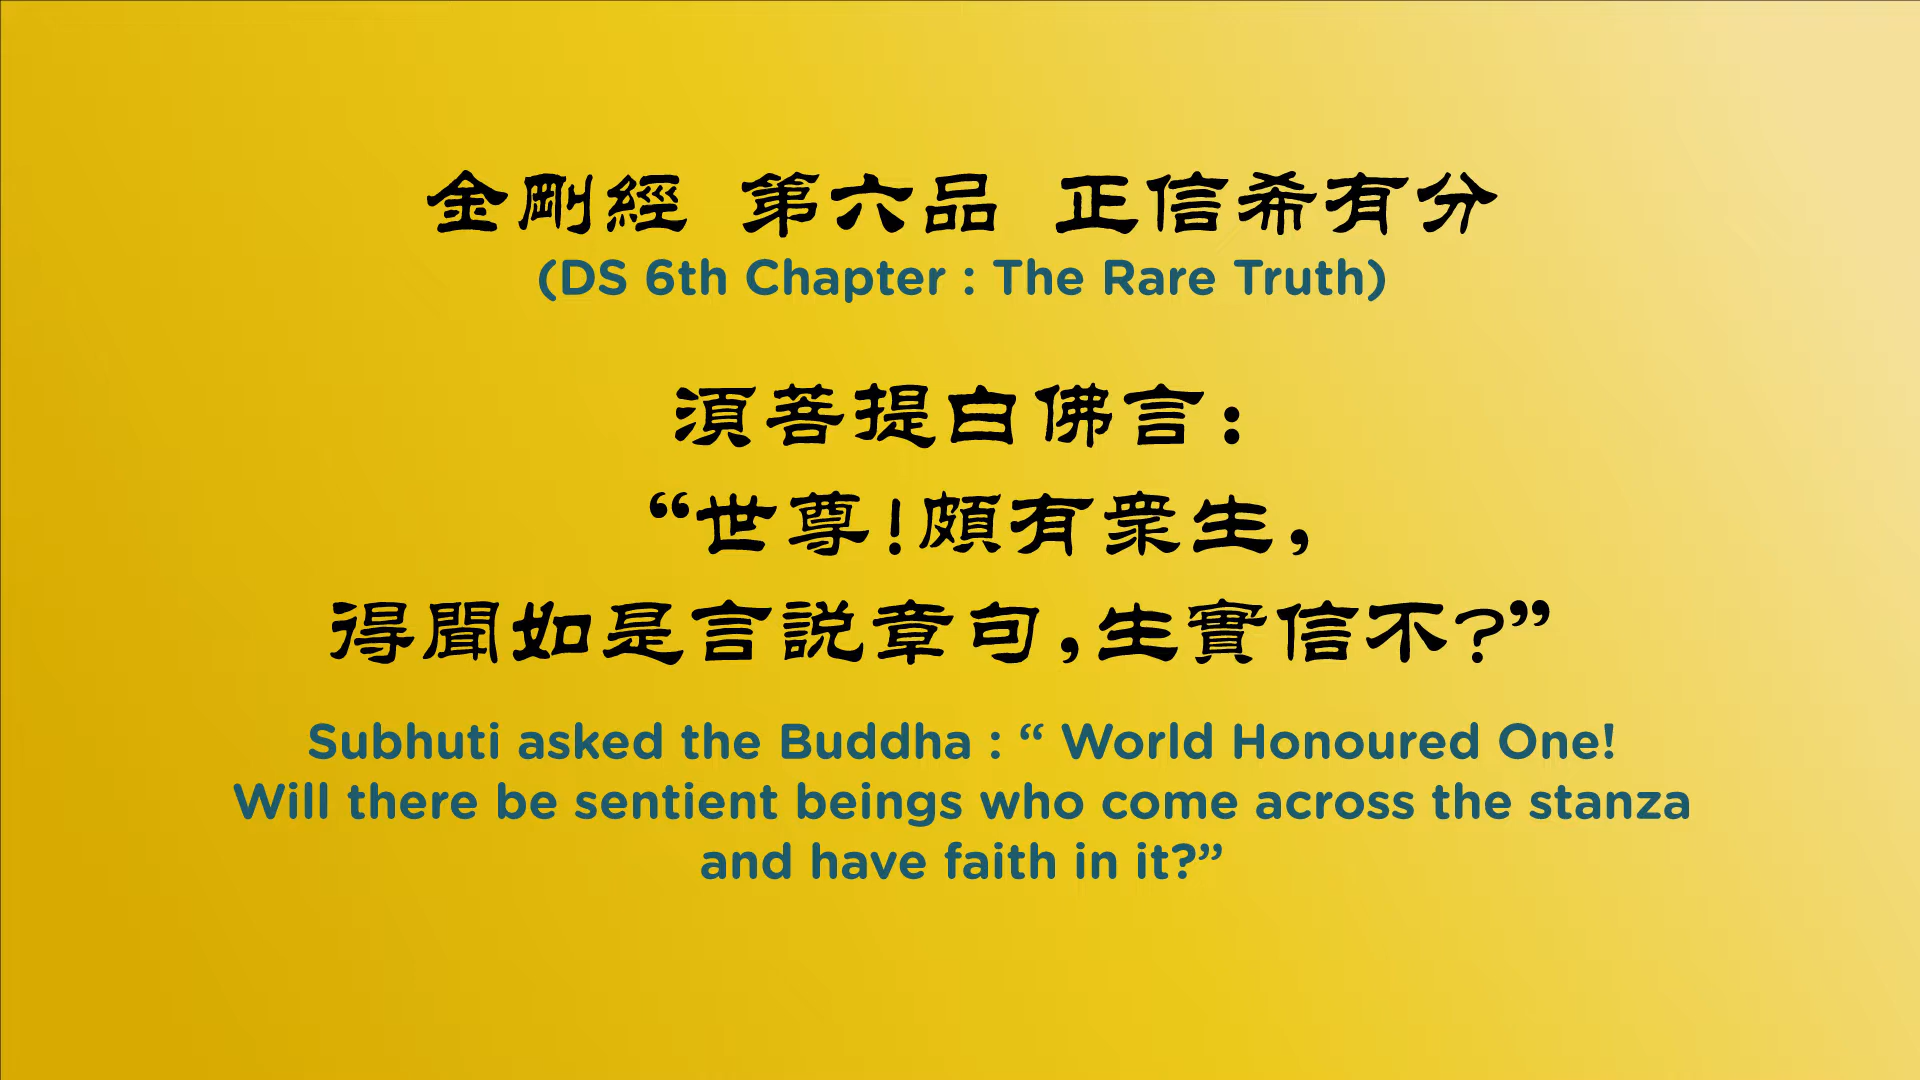 金剛經 第六品 正信希有分
(DS 6th Chapter : The Rare Truth)
須菩提白佛言：
“世尊！頗有眾生，
得聞如是言說章句，生實信不？”
Subhuti asked the Buddha : “ World Honoured One!
Will there be sentient beings who come across the stanza
and have faith in it?”